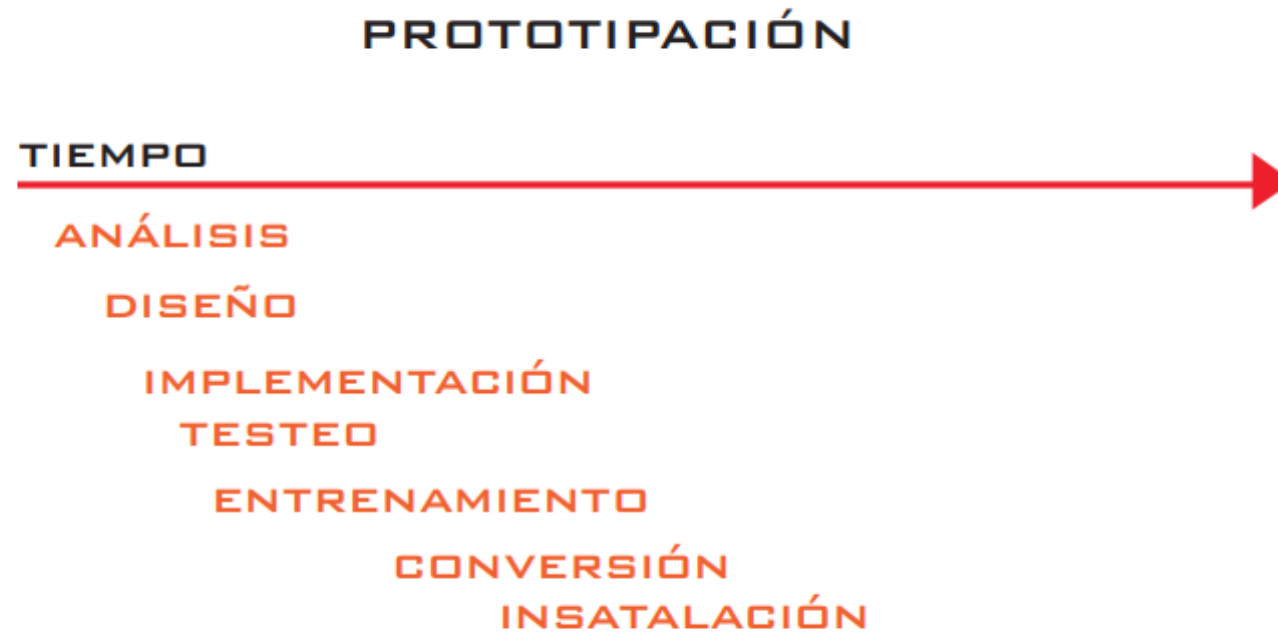 PROTOTIPACIÓN
TIEMPO
ANÁLISIS
DISEÑO
IMPLEMENTACIÓN
TESTEO
ENTRENAMIENTO
CONVERSIÓN
INSATALACIÓN